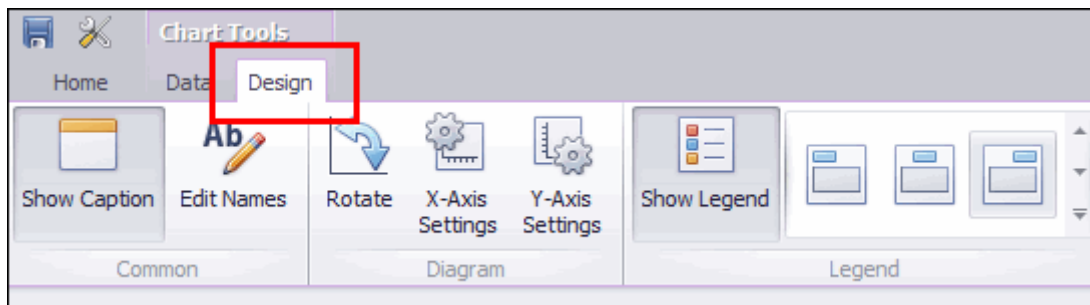 Chart Tools
Home Data Design
Ab
Show Caption Edit Names Rotate X-Axis Settings Y-Axis Settings Show Legend
Common Diagram Legend